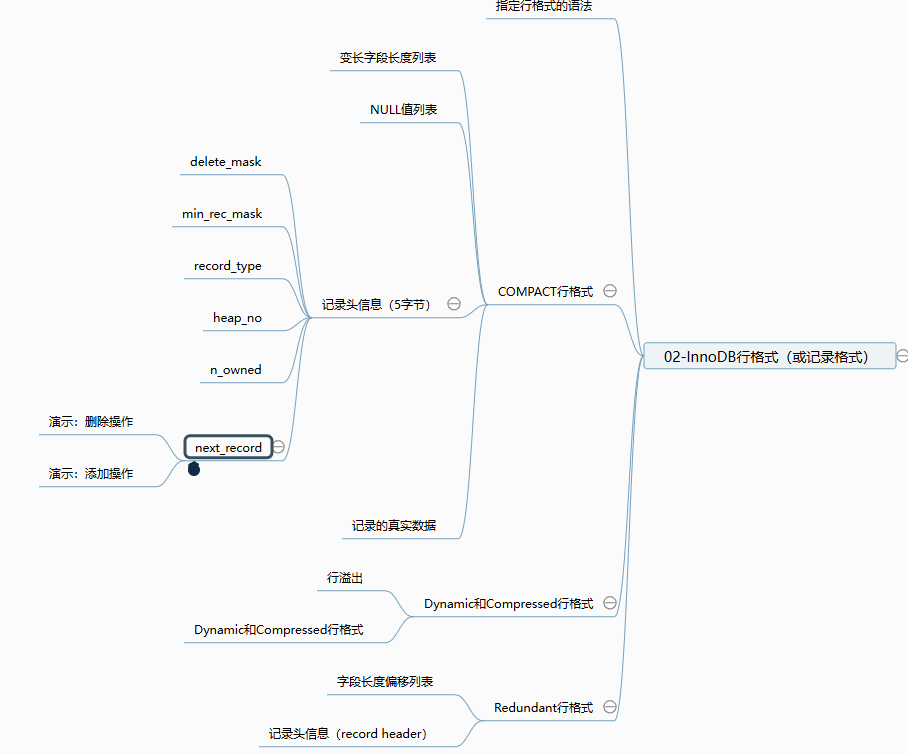 指定行格式的语法
变长字段长度列表
NULL值列表
delete_mask
min_rec_mask
record_type
COMPACT行格式
记录头信息（5字节）
heap_no
02-InnoDB行格式（或记录格式）
n_owned
演示：删除操作
next_record
演示：添加操作
记录的真实数据
行溢出
Dynamic和Compressed行格式
Dynamic和Compressed行格式
字段长度偏移列表
Redundant行格式
记录头信息（record header）